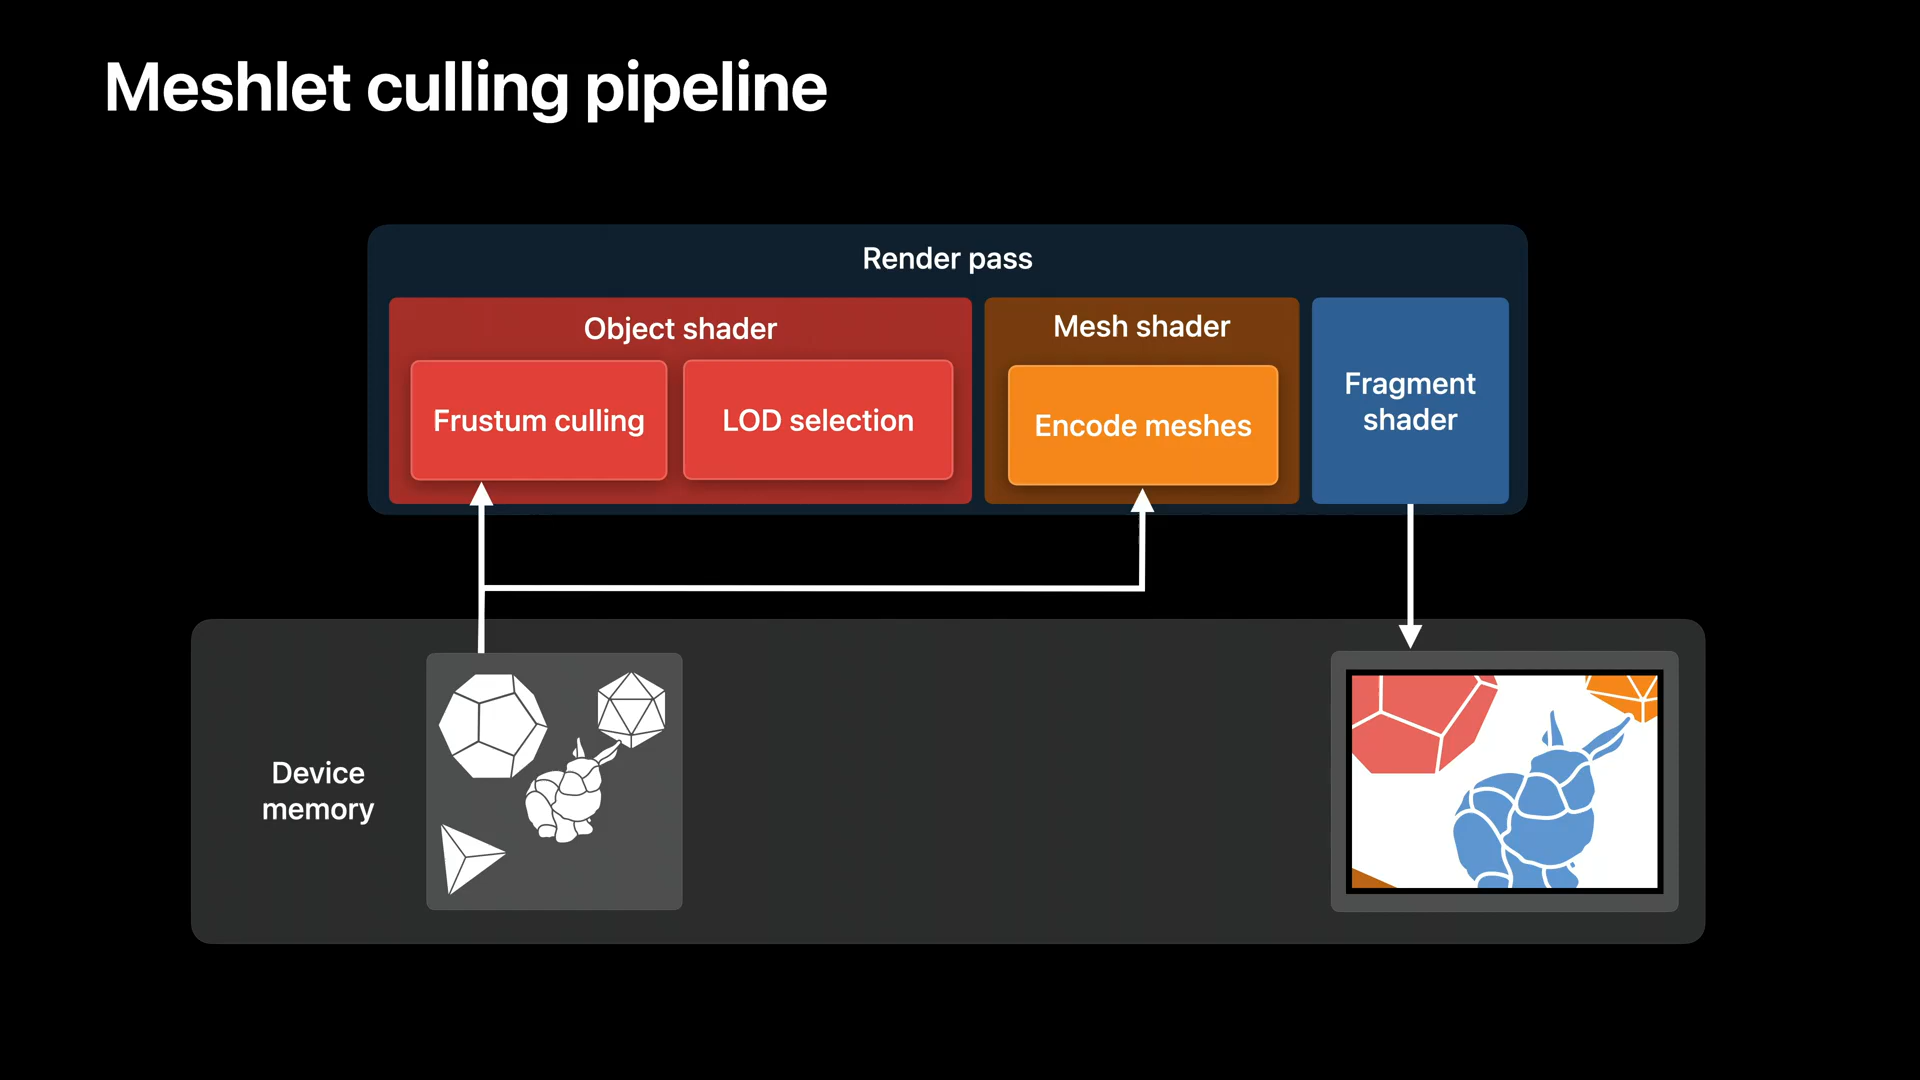 Meshlet culling pipeline
Render pass
Object shader
Mesh shader
Frustum culling
LOD selection
Encode meshes
Fragment
shader
Device
memory